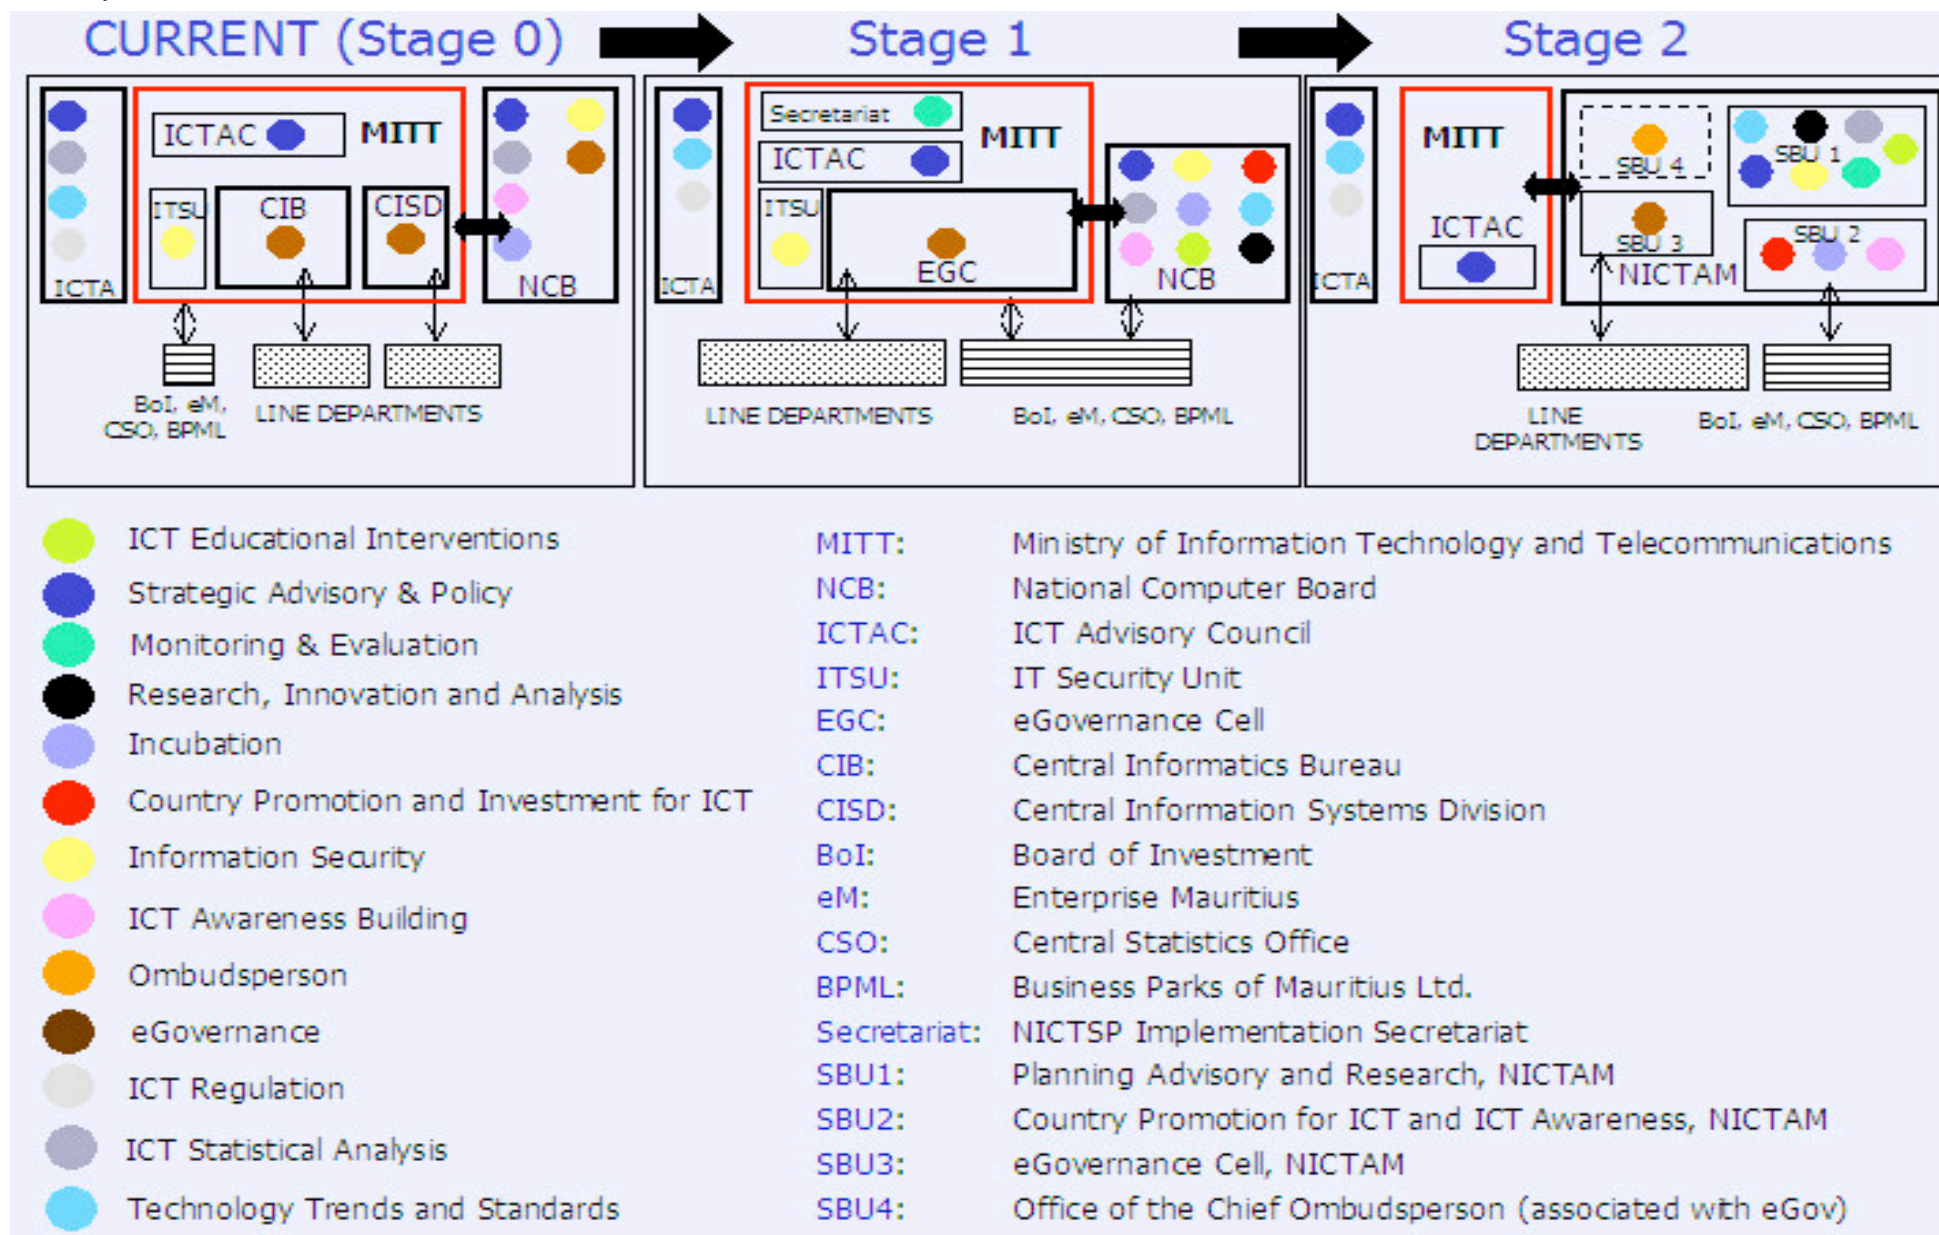 CURRENT (Stage 0)
Stage 1
Stage 2
ICTAC
MITT
ITSU
CIB
CISD
ICTA
NCB
BoI, eM,
CSO, BPML
LINE DEPARTMENTS
Secretariat
MITT
ICTAC
ITSU
EGC
ICTA
NCB
LINE DEPARTMENTS
BoI, eM, CSO, BPML
MITT
SBU 4
SBU 1
ICTAC
SBU 3
SBU 2
NICTAM
ICTA
LINE
DEPARTMENTS
BoI, eM, CSO, BPML
ICT Educational Interventions
Strategic Advisory & Policy
Monitoring & Evaluation
Research, Innovation and Analysis
Incubation
Country Promotion and Investment for ICT
Information Security
ICT Awareness Building
Ombudsperson
eGovernance
ICT Regulation
ICT Statistical Analysis
Technology Trends and Standards
MITT: Ministry of Information Technology and Telecommunications
NCB: National Computer Board
ICTAC: ICT Advisory Council
ITSU: IT Security Unit
EGC: eGovernance Cell
CIB: Central Informatics Bureau
CISD: Central Information Systems Division
BoI: Board of Investment
eM: Enterprise Mauritius
CSO: Central Statistics Office
BPML: Business Parks of Mauritius Ltd.
Secretariat: NICTSP Implementation Secretariat
SBU1: Planning Advisory and Research, NICTAM
SBU2: Country Promotion for ICT and ICT Awareness, NICTAM
SBU3: eGovernance Cell, NICTAM
SBU4: Office of the Chief Ombudsperson (associated with eGov)